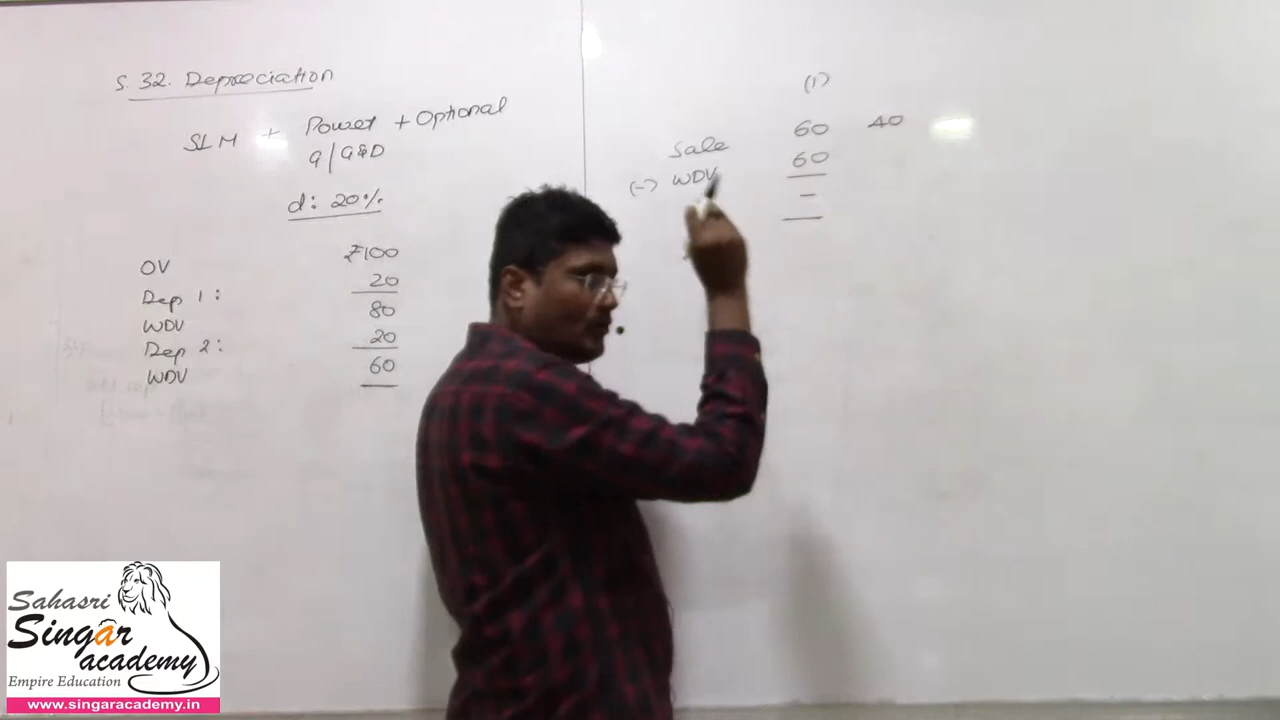 S. 32. Depreciation
SLM + Power + Optional
G / G&D
d: 20%
OV ₹100
Dep 1: 20
WDV 80
Dep 2: 20
WDV 60
(1)
Sale 60 40
(-) WDV 60
-
Sahasri
Singâr
academy
Empire Education
www.singaracademy.in